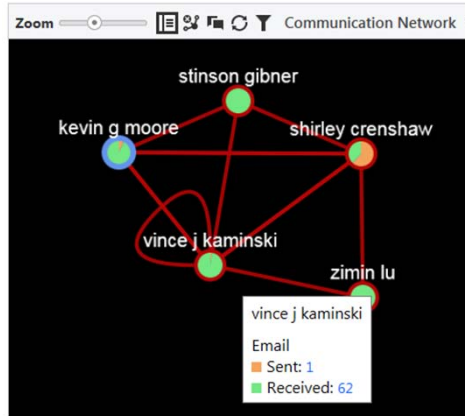 Zoom Communication Network
stinson gibner
kevin g moore
shirley crenshaw
vince j kaminski
zimin lu
vince j kaminski
Email
Sent: 1
Received: 62